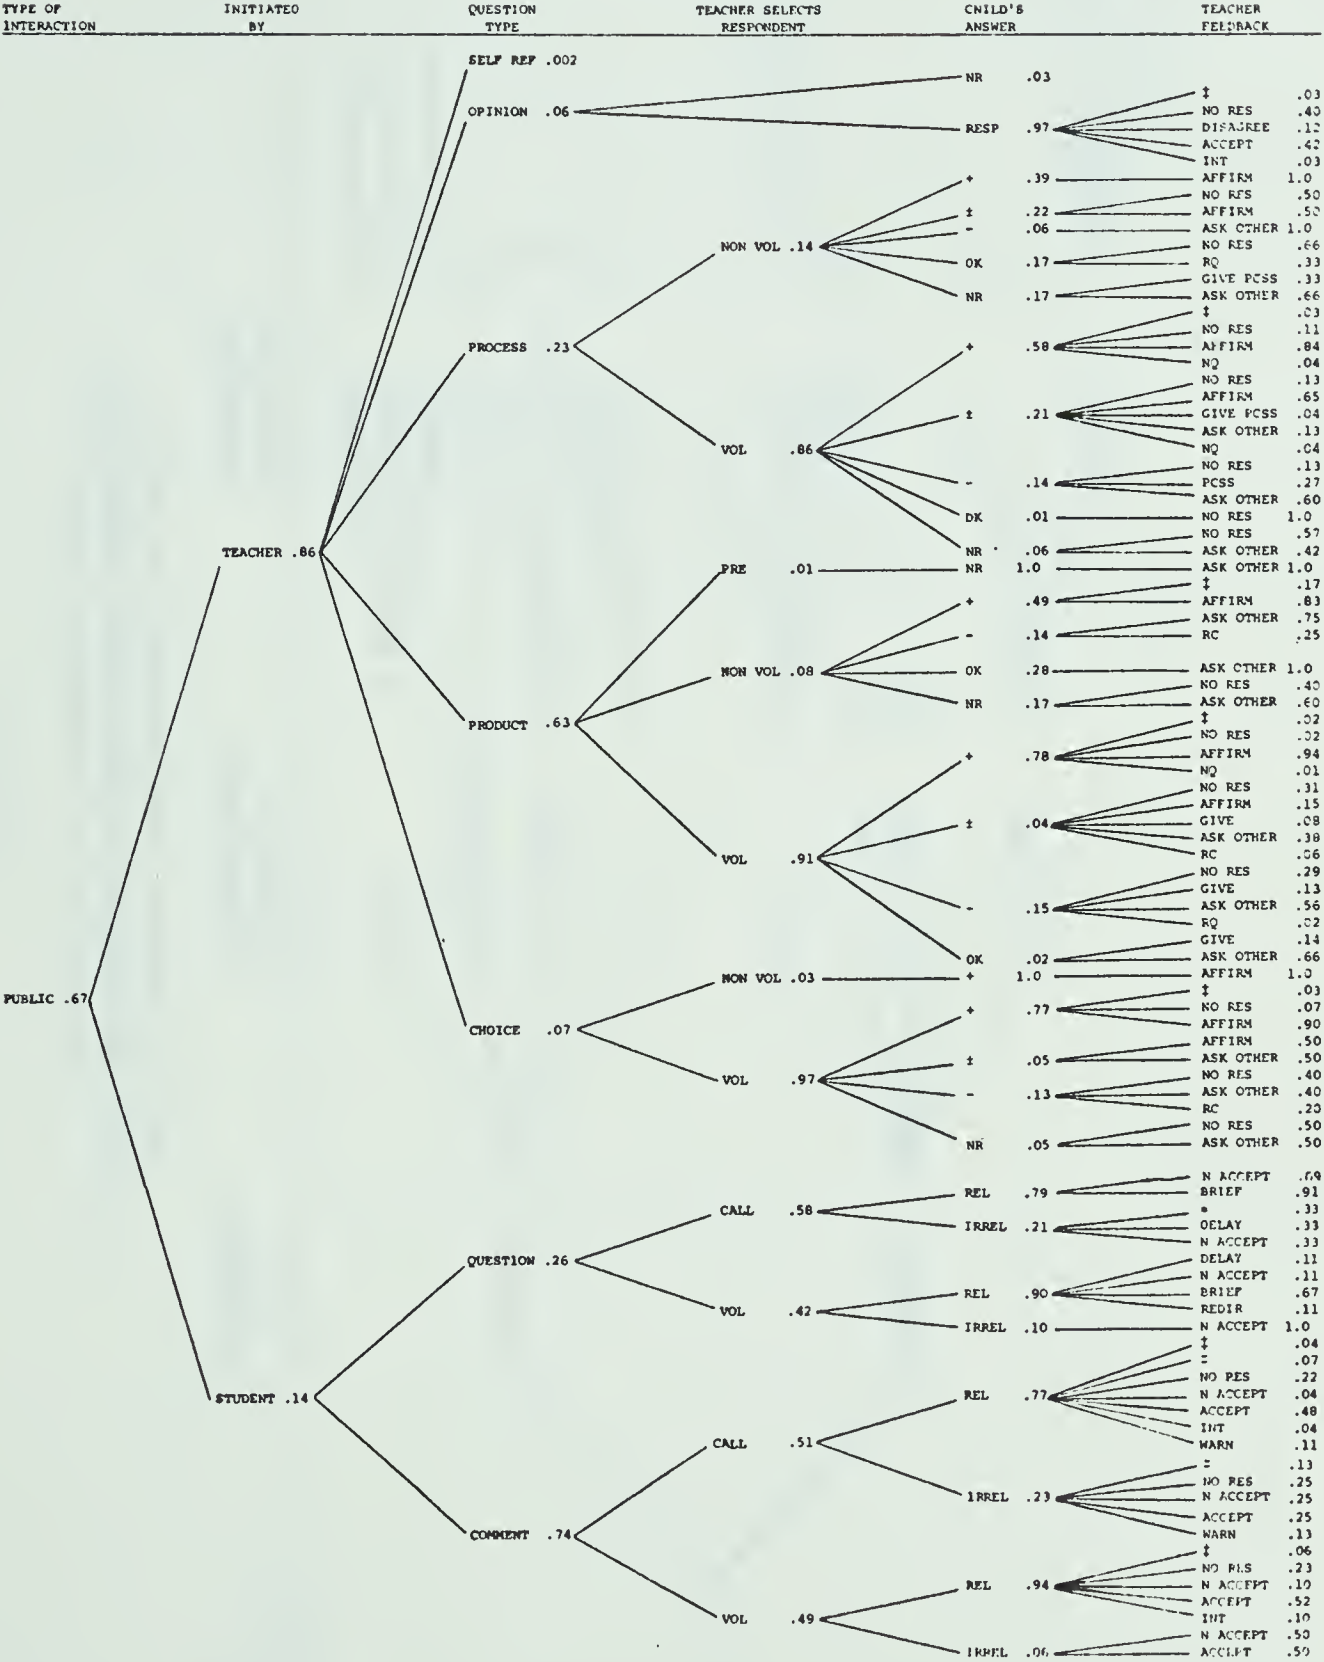 TYPE OF INITIATED QUESTION TEACHER SELECTS CHILD'S TEACHER
INTERACTION BY TYPE RESPONDENT ANSWER FEEDBACK
SELF REF .002
NR .03
‡ .03
OPINION .06
NO RES .40
RESP .97 DISAGREE .12
ACCEPT .42
INT .03
+ .39 AFFIRM 1.0
NO RES .50
± .22 AFFIRM .50
- .06 ASK OTHER 1.0
NON VOL .14 NO RES .66
OK .17 RQ .33
GIVE PCSS .33
NR .17 ASK OTHER .66
‡ .03
NO RES .11
PROCESS .23 + .58 AFFIRM .84
NQ .04
NO RES .13
AFFIRM .65
± .21 GIVE PCSS .04
ASK OTHER .13
VOL .86 NQ .04
NO RES .13
- .14 PCSS .27
ASK OTHER .60
DK .01 NO RES 1.0
NO RES .57
TEACHER .86 NR .06 ASK OTHER .42
PRE .01 NR 1.0 ASK OTHER 1.0
‡ .17
+ .49 AFFIRM .83
ASK OTHER .75
- .14 RC .25
NON VOL .08 OK .28 ASK OTHER 1.0
NO RES .40
NR .17 ASK OTHER .60
‡ .02
PRODUCT .63
NO RES .02
+ .78 AFFIRM .94
NQ .01
NO RES .31
AFFIRM .15
± .04 GIVE .08
ASK OTHER .38
VOL .91 RC .06
NO RES .29
GIVE .13
- .15 ASK OTHER .56
RQ .02
GIVE .14
OK .02 ASK OTHER .66
NON VOL .03 + 1.0 AFFIRM 1.0
‡ .03
PUBLIC .67 + .77 NO RES .07
CHOICE .07 AFFIRM .90
AFFIRM .50
± .05 ASK OTHER .50
VOL .97 NO RES .40
- .13 ASK OTHER .40
RC .20
NO RES .50
NR .05 ASK OTHER .50
N ACCEPT .09
REL .79 BRIEF .91
CALL .58 .33
IRREL .21 DELAY .33
N ACCEPT .33
QUESTION .26 DELAY .11
N ACCEPT .11
REL .90 BRIEF .67
VOL .42 REDIR .11
IRREL .10 N ACCEPT 1.0
‡ .04
.07
NO RES .22
STUDENT .14 REL .77 N ACCEPT .04
ACCEPT .48
INT .04
CALL .51 WARN .11
.13
NO RES .25
IRREL .23 N ACCEPT .25
ACCEPT .25
COMMENT .74 WARN .13
‡ .06
NO RES .23
REL .94 N ACCEPT .10
ACCEPT .52
VOL .49 INT .10
N ACCEPT .50
IRREL .06 ACCEPT .50